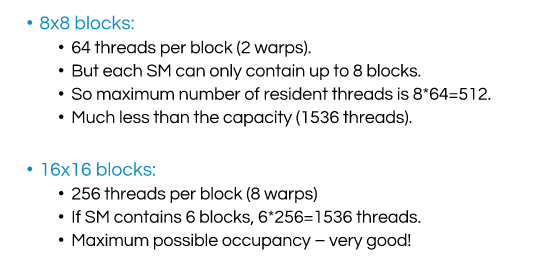 • 8x8 blocks:
• 64 threads per block (2 warps).
• But each SM can only contain up to 8 blocks.
• So maximum number of resident threads is 8*64=512.
• Much less than the capacity (1536 threads).
• 16x16 blocks:
• 256 threads per block (8 warps)
• If SM contains 6 blocks, 6*256=1536 threads.
• Maximum possible occupancy – very good!